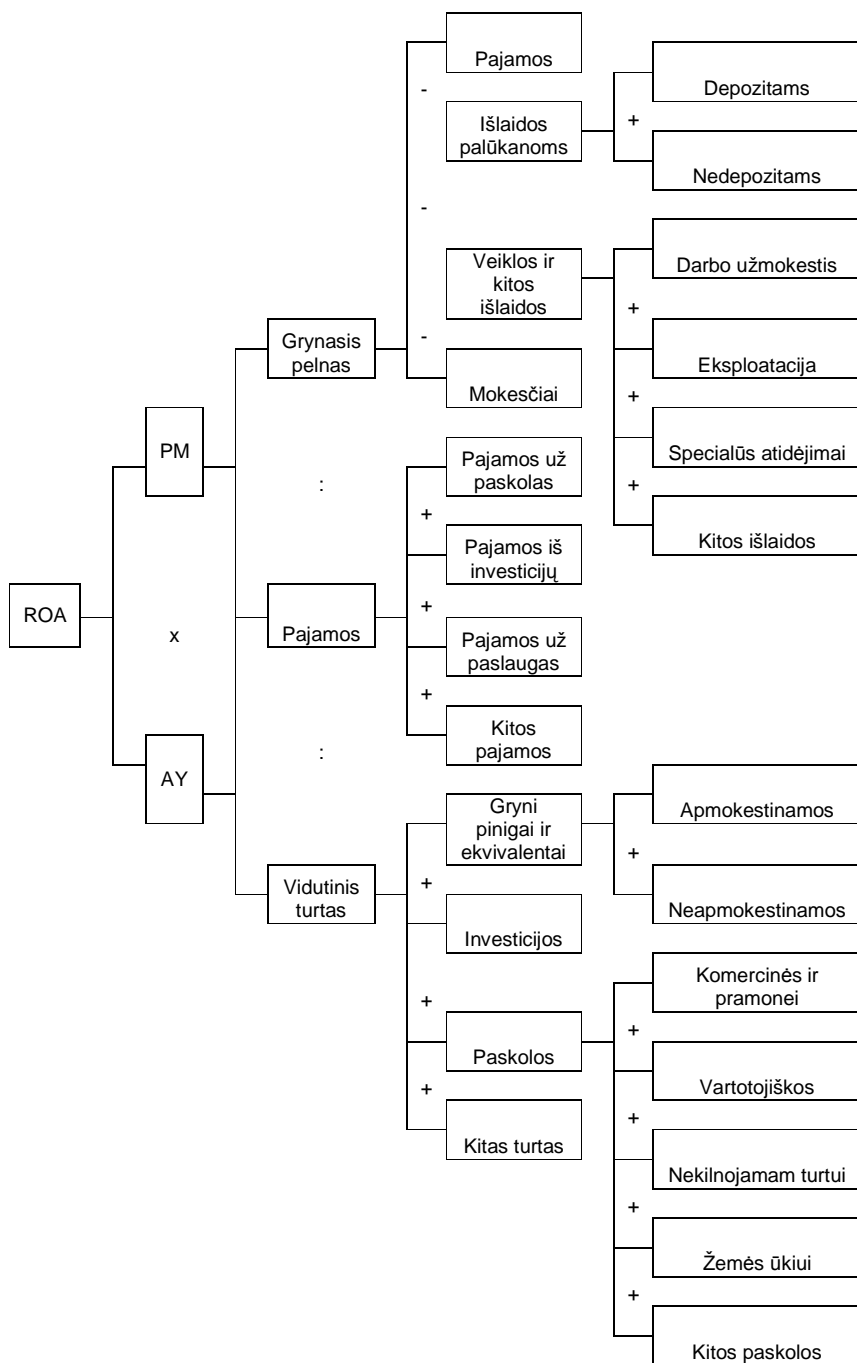 Pajamos
-
Depozitams
Išlaidos
palūkanoms
+
Nedepozitams
-
Veiklos ir
kitos
išlaidos
Darbo užmokestis
+
Grynasis
pelnas
-
Eksploatacija
Mokesčiai
+
PM
Pajamos už
paskolas
Specialūs atidėjimai
:
+
+
Pajamos iš
investicijų
Kitos išlaidos
ROA
+
x
Pajamos
Pajamos už
paslaugas
+
Kitos
pajamos
AY
:
Gryni
pinigai ir
ekvivalentai
Apmokestinamos
+
Vidutinis
turtas
+
Neapmokestinamos
Investicijos
Komercinės ir
pramonei
+
+
Paskolos
Vartotojiškos
+
+
Kitas turtas
Nekilnojamam turtui
+
Žemės ūkiui
+
Kitos paskolos